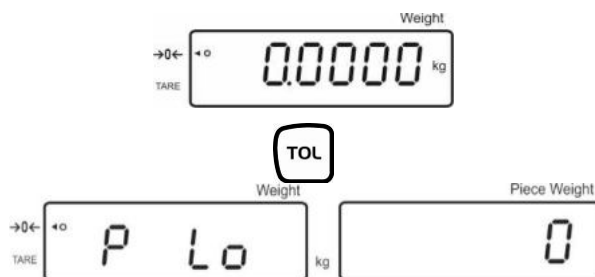 Weight
→0← ◄ o 0.0000 kg
TARE
TOL
Weight Piece Weight
→0← ◄ o P Lo 0
TARE kg